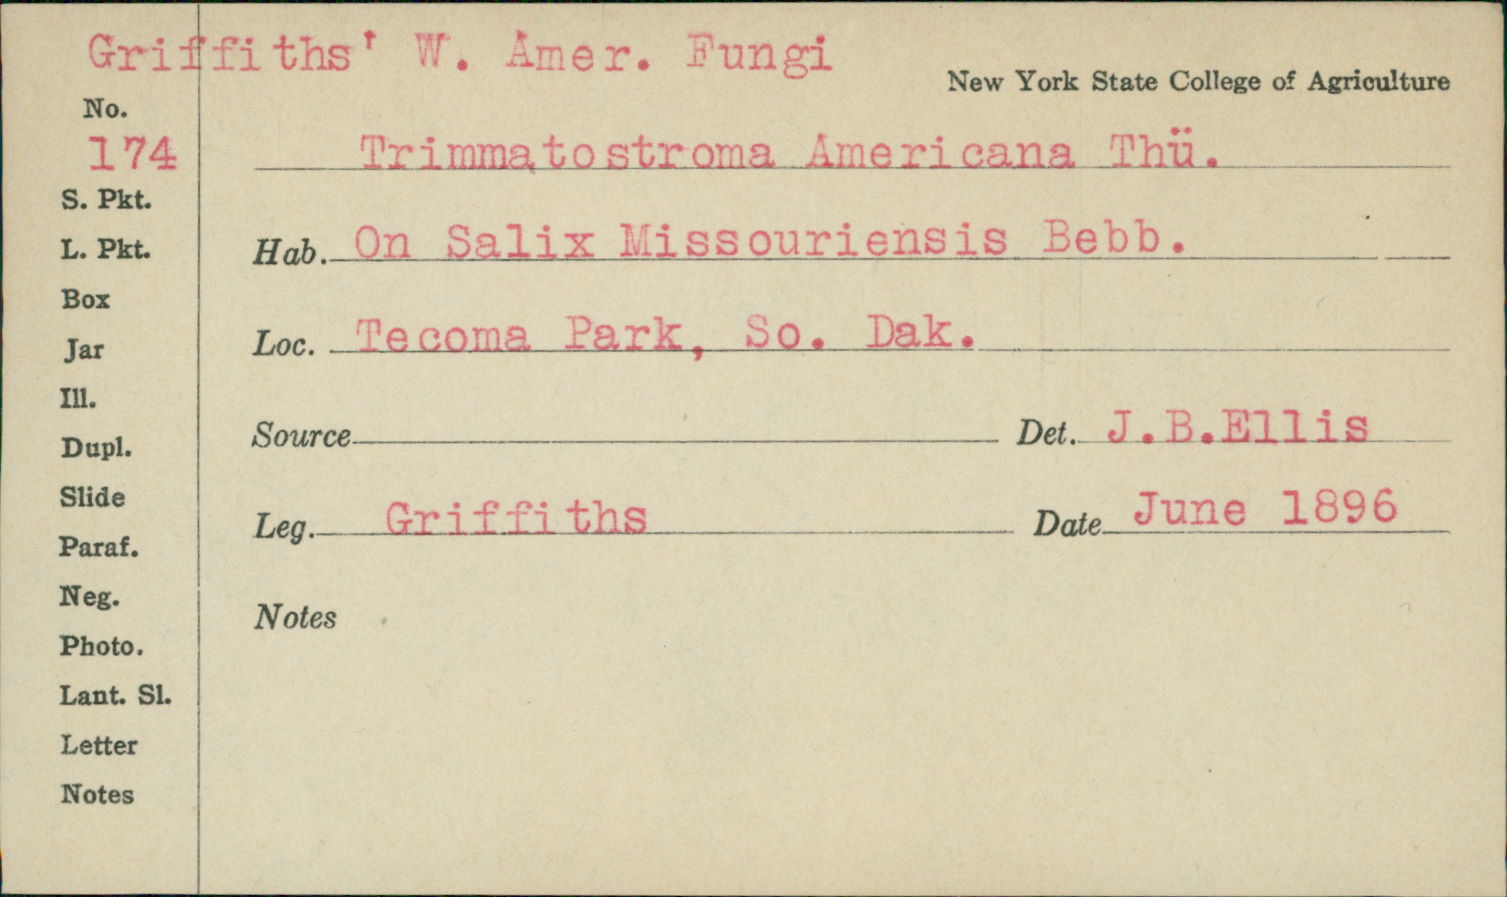 Griffiths' W. Amer. Fungi
New York State College of Agriculture
No.
174
Trimmatostroma Americana Thü.
S. Pkt.
L. Pkt.
Hab. On Salix Missouriensis Bebb.
Box
Jar
Loc. Tecoma Park, So. Dak.
Ill.
Dupl.
Source Det. J.B.Ellis
Slide
Leg. Griffiths Date June 1896
Paraf.
Neg.
Notes
Photo.
Lant. Sl.
Letter
Notes